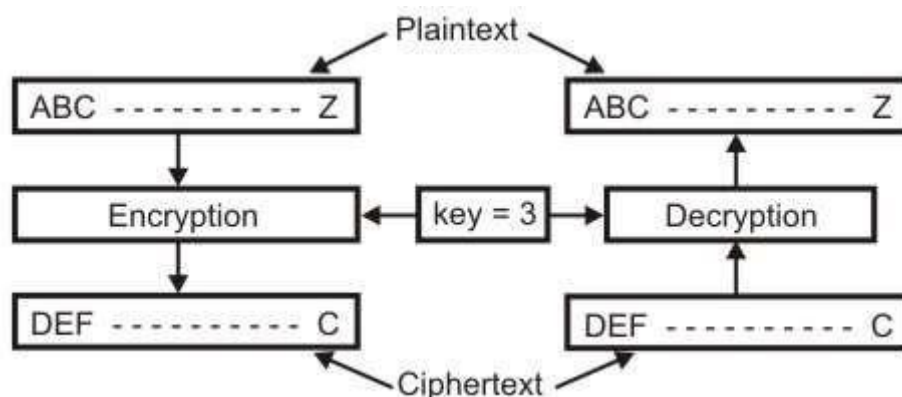 Plaintext
ABC - - - - - - - - - - Z
ABC - - - - - - - - - - Z
Encryption
key = 3
Decryption
DEF - - - - - - - - - - C
DEF - - - - - - - - - - C
Ciphertext